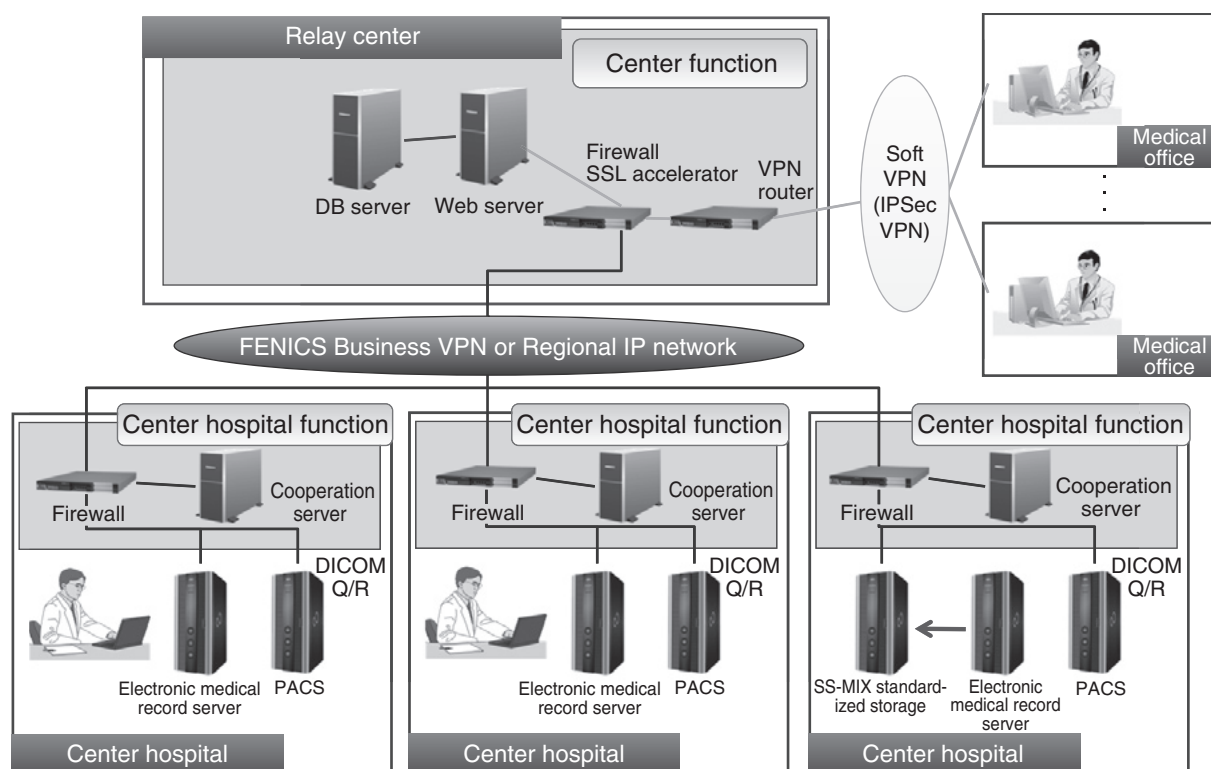 Relay center
Center function
DB server
Web server
Firewall
SSL accelerator
VPN
router
Soft
VPN
(IPSec
VPN)
Medical
office
Medical
office
FENICS Business VPN or Regional IP network
Center hospital function
Firewall
Cooperation
server
DICOM
Q/R
Electronic medical
record server
PACS
Center hospital
Center hospital function
Firewall
Cooperation
server
DICOM
Q/R
Electronic medical
record server
PACS
Center hospital
Center hospital function
Firewall
Cooperation
server
DICOM
Q/R
SS-MIX standard-
ized storage
Electronic
medical record
server
PACS
Center hospital